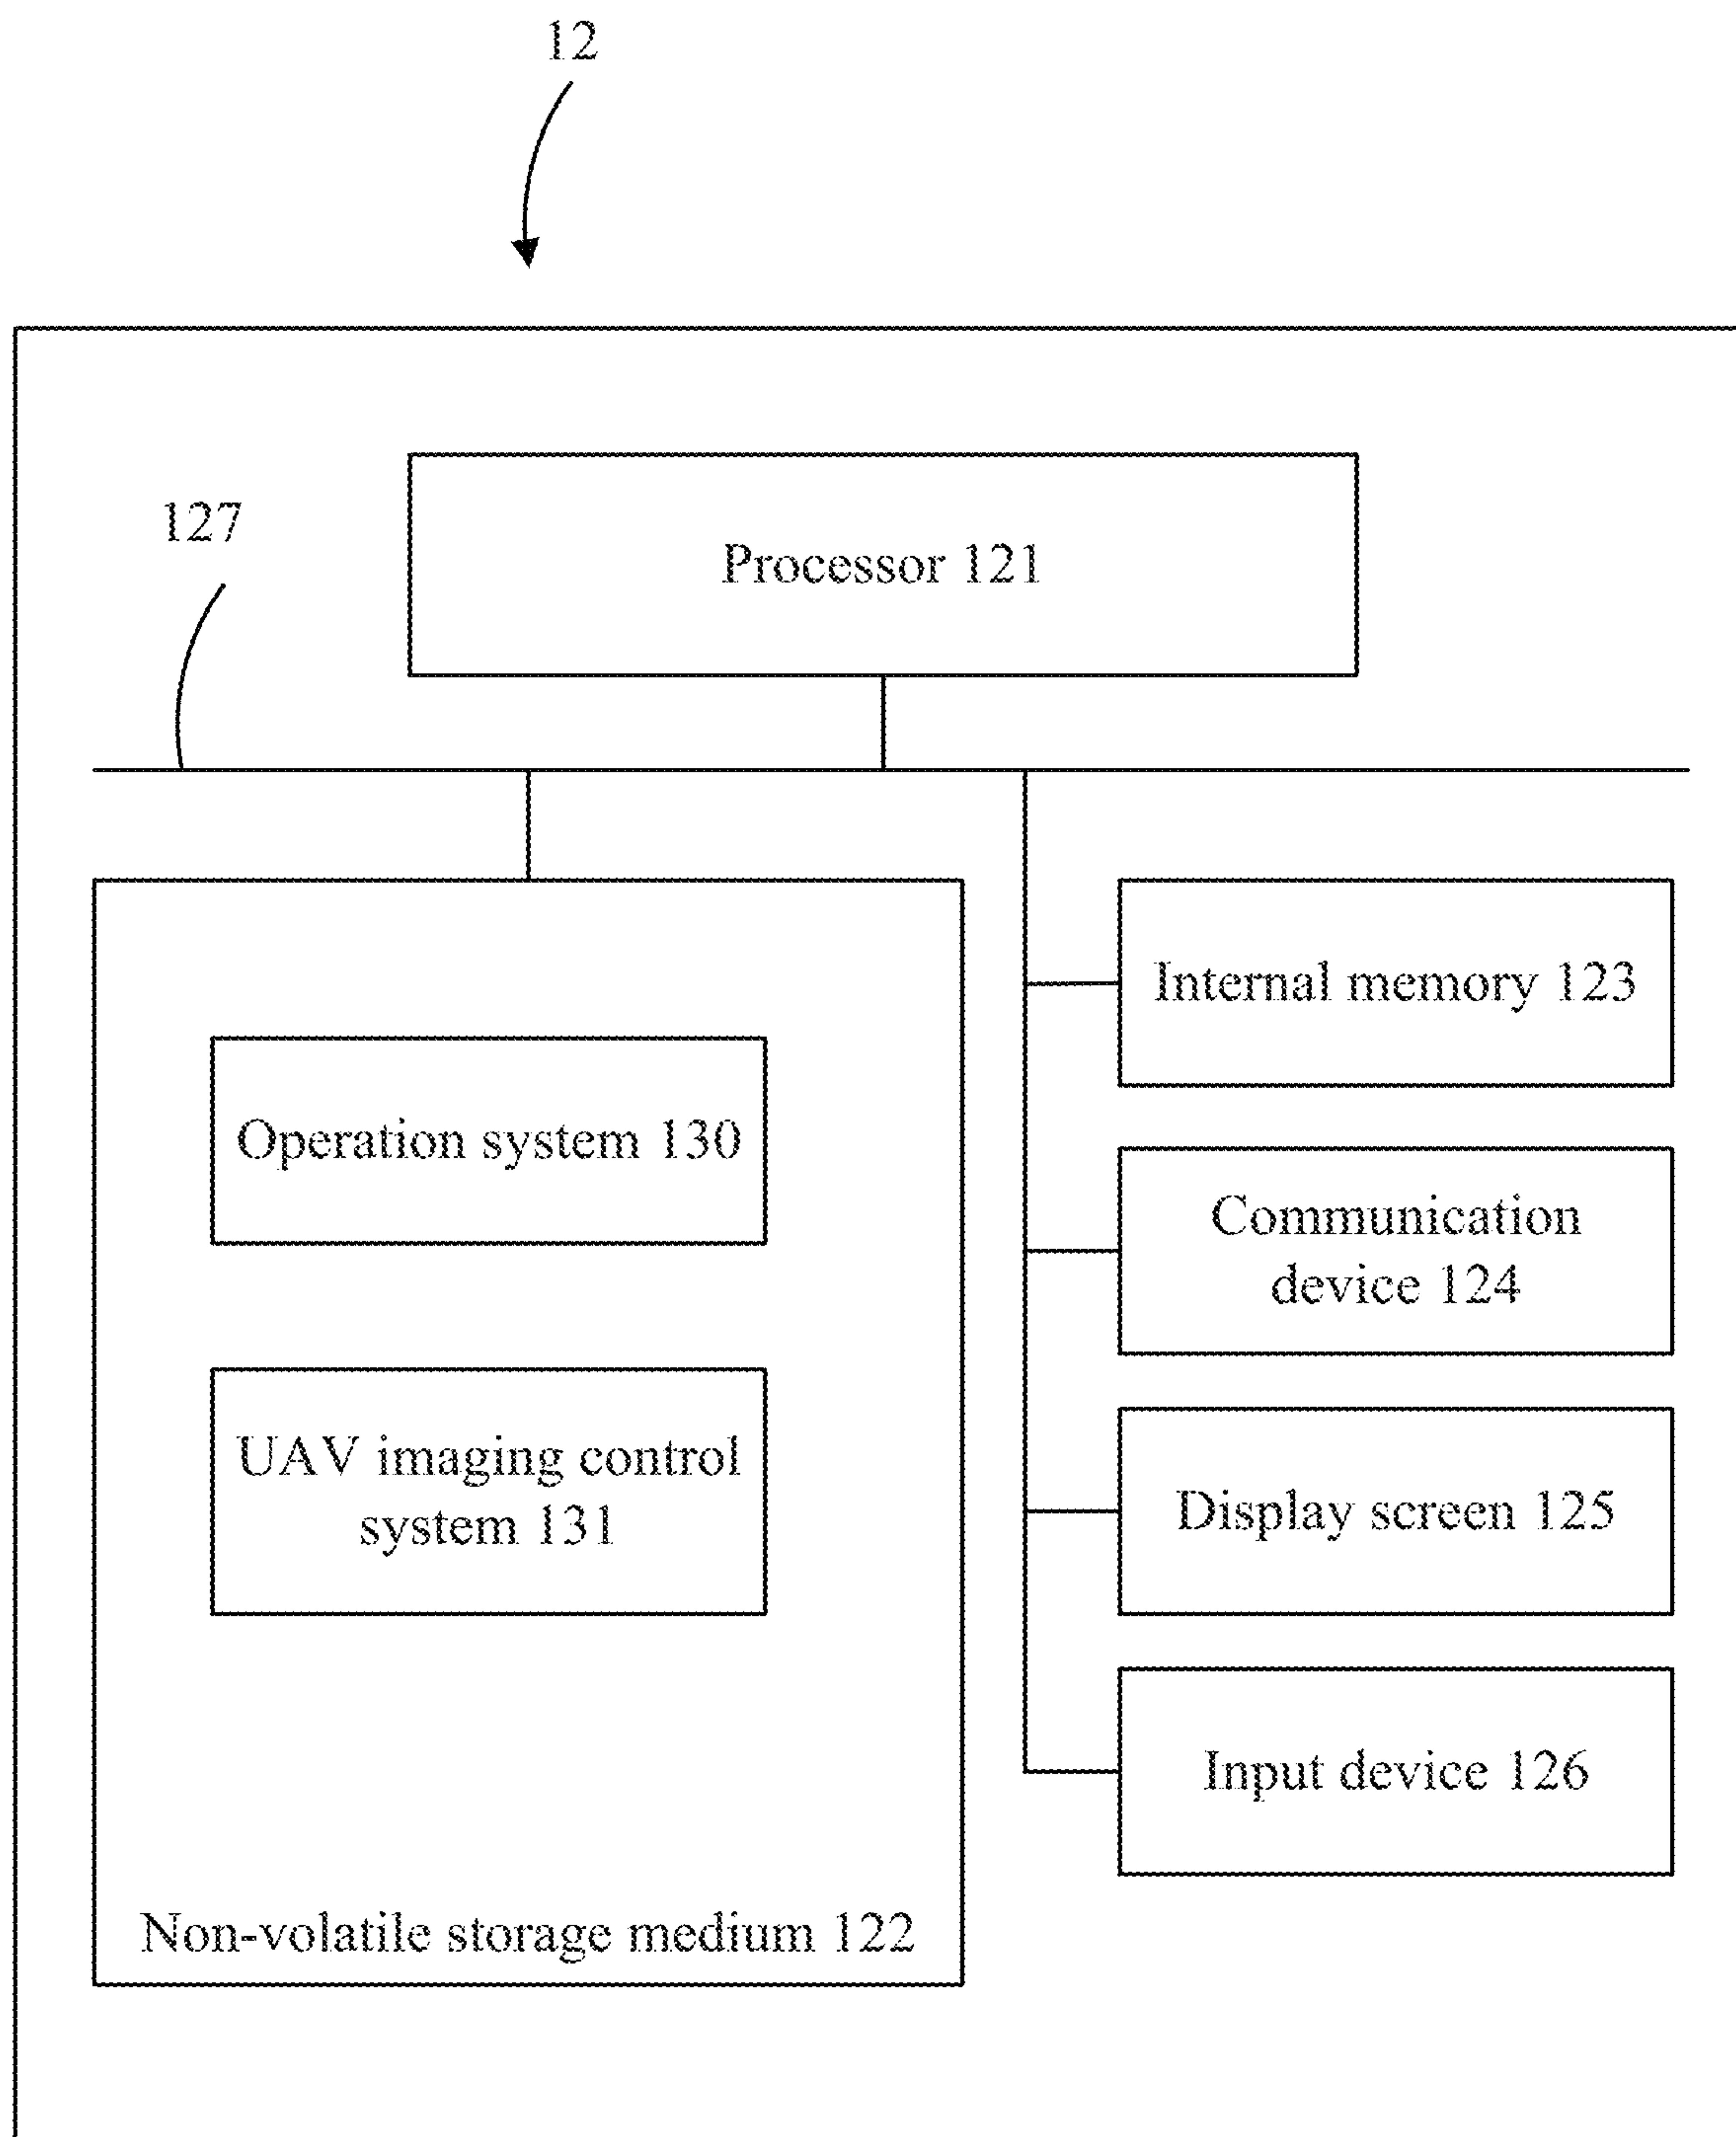 12
127
Processor 121
Internal memory 123
Operation system 130
Communication
device 124
UAV imaging control
system 131
Display screen 125
Input device 126
Non-volatile storage medium 122